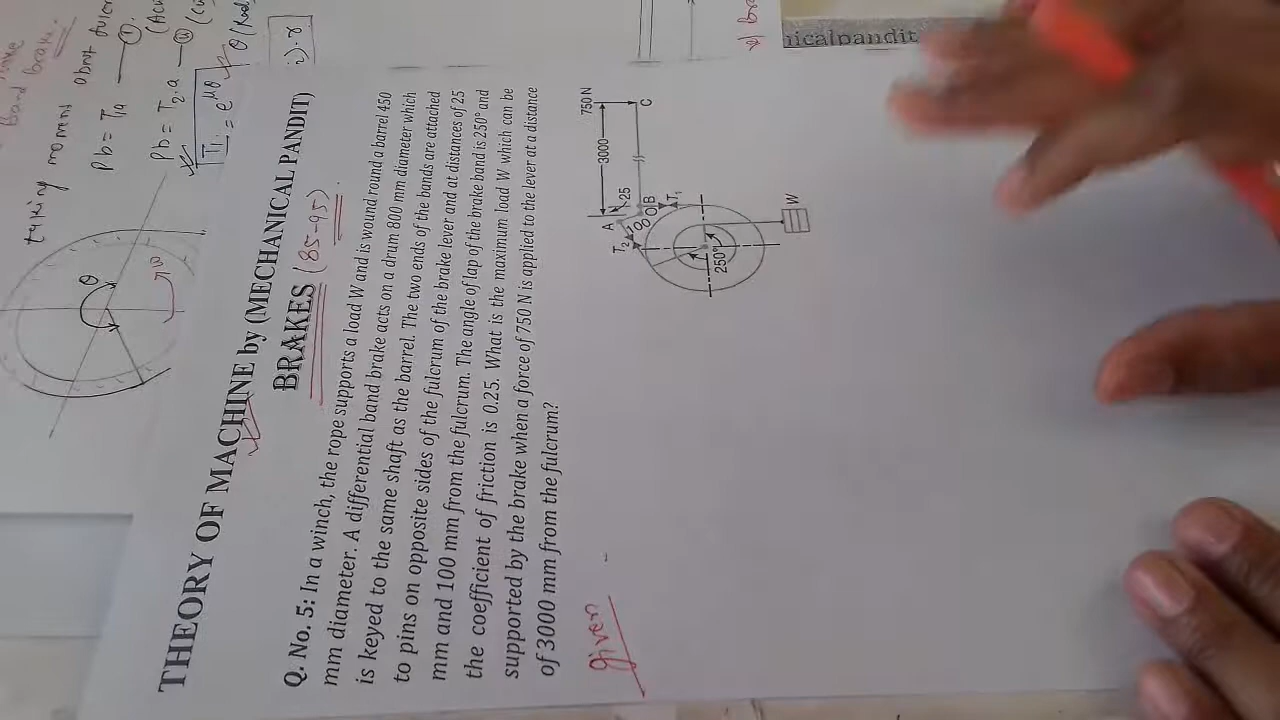 Band brake.
taking moment about fulcr
Pb = T1 a ①
Pb = T2.a
T1 = e^μθ
θ
θ
ω
THEORY OF MACHINE by (MECHANICAL PANDIT)
BRAKES (85-95)
Q. No. 5: In a winch, the rope supports a load W and is wound round a barrel 450
mm diameter. A differential band brake acts on a drum 800 mm diameter which
is keyed to the same shaft as the barrel. The two ends of the bands are attached
to pins on opposite sides of the fulcrum of the brake lever and at distances of 25
mm and 100 mm from the fulcrum. The angle of lap of the brake band is 250° and
the coefficient of friction is 0.25. What is the maximum load W which can be
supported by the brake when a force of 750 N is applied to the lever at a distance
of 3000 mm from the fulcrum?
given -
750 N
3000
25
A
100
O
B
C
T2
T1
250°
W
nicalpandit